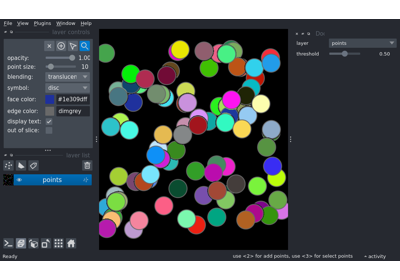 File View Plugins Window Help
layer controls
opacity: 1.00
point size: 10
blending: translucen
symbol: disc
face color: #1e309dff
edge color: dimgrey
display text:
out of slice:
layer list
points
Do
layer points
threshold 0.50
Ready
use <2> for add points, use <3> for select points
activity